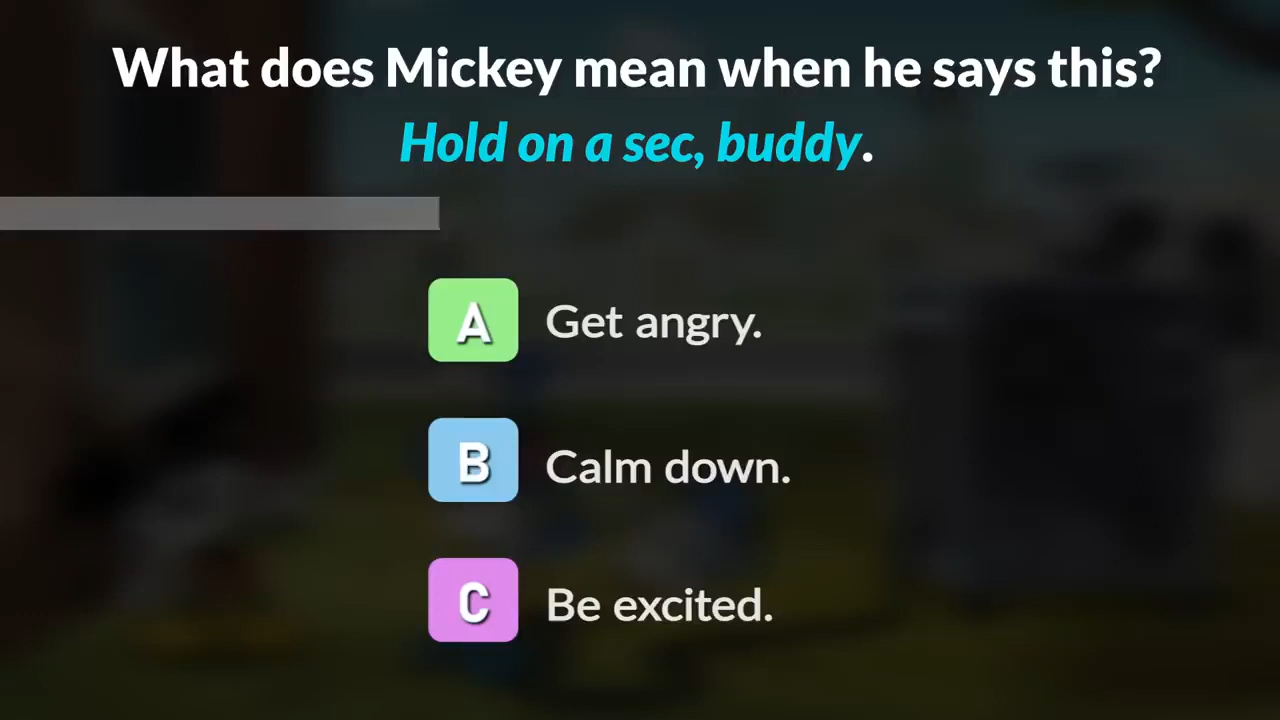 What does Mickey mean when he says this?
Hold on a sec, buddy.
A Get angry.
B Calm down.
C Be excited.